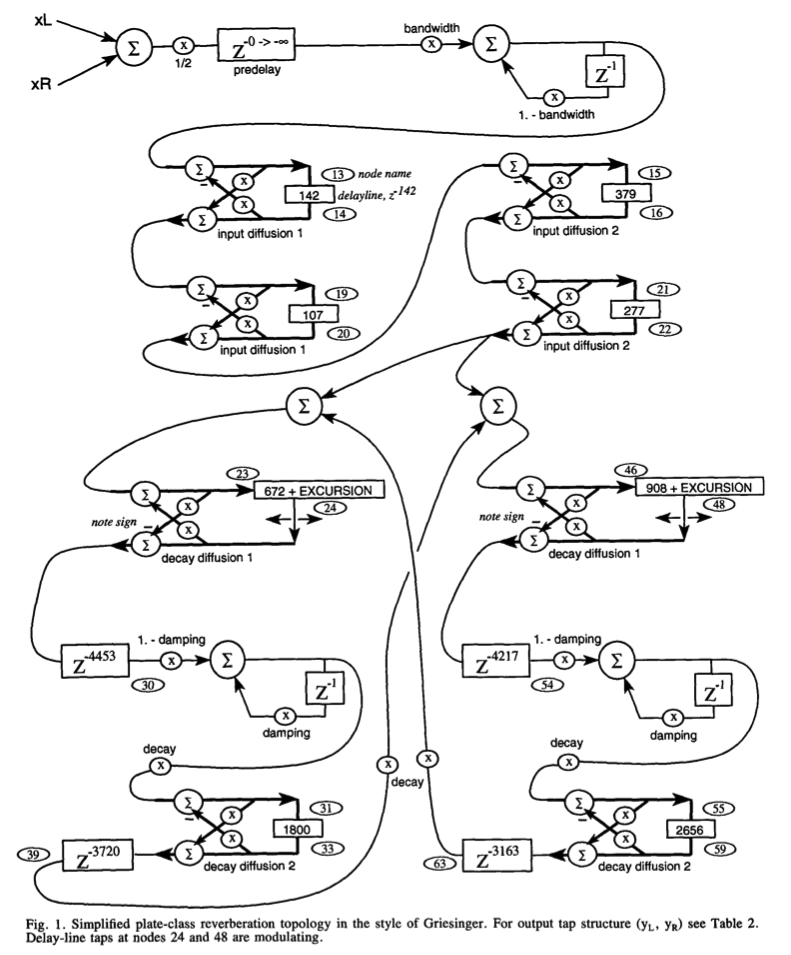 xL
xR
Σ
x
1/2
Z-0 -> -∞
predelay
bandwidth
x
Σ
Z-1
x
1. - bandwidth
Σ
13 node name
x
142 delayline, z-142
x
14
Σ
input diffusion 1
Σ
15
x
379
x
16
Σ
input diffusion 2
Σ
19
x
107
x
20
Σ
input diffusion 1
Σ
21
x
277
x
22
Σ
input diffusion 2
Σ
Σ
23
Σ
672 + EXCURSION
x
24
note sign
x
Σ
decay diffusion 1
46
Σ
908 + EXCURSION
x
48
note sign
x
Σ
decay diffusion 1
1. - damping
Z-4453
x
Σ
30
Z-1
x
damping
1. - damping
Z-4217
x
Σ
54
Z-1
x
damping
decay
x
x
decay
x
decay
x
Σ
31
x
1800
x
33
39
Z-3720
Σ
decay diffusion 2
Σ
55
x
2656
x
59
63
Z-3163
Σ
decay diffusion 2
Fig. 1. Simplified plate-class reverberation topology in the style of Griesinger. For output tap structure (yL, yR) see Table 2.
Delay-line taps at nodes 24 and 48 are modulating.